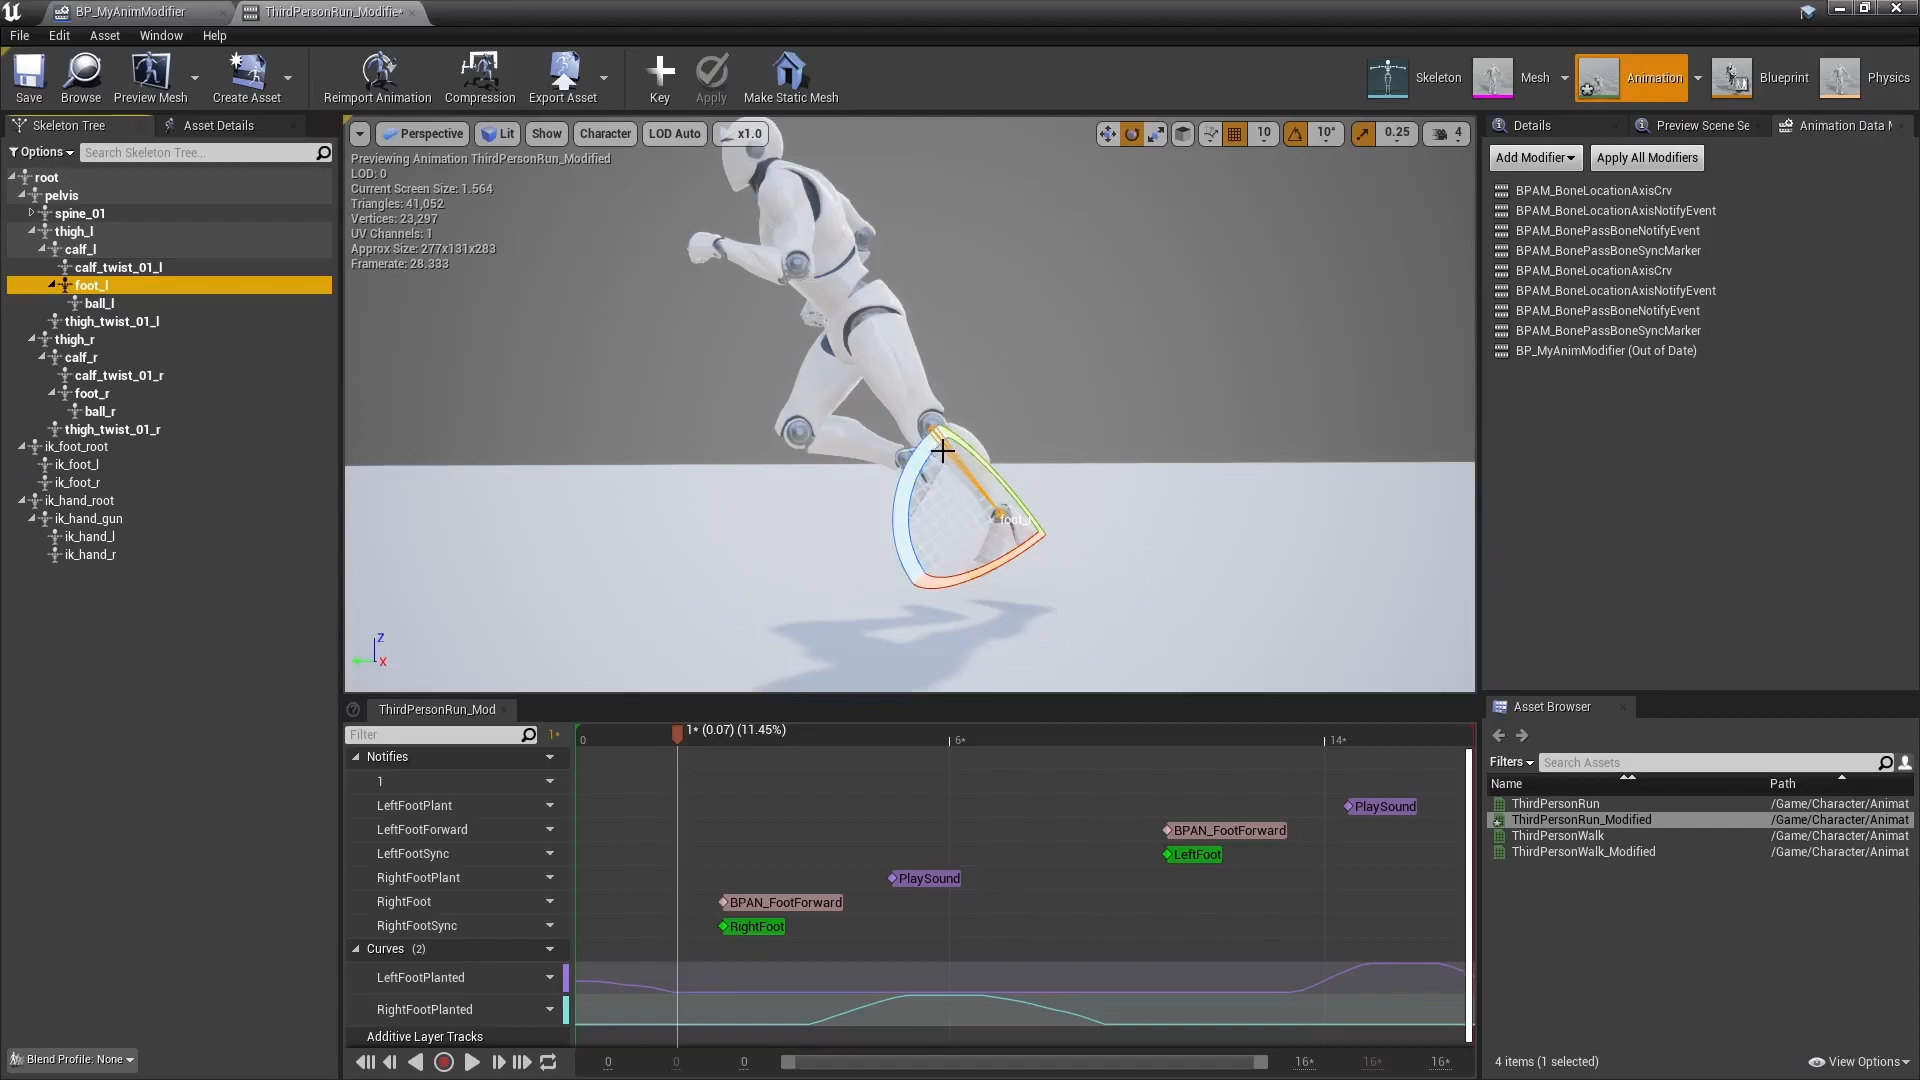 BP_MyAnimModifier
ThirdPersonRun_Modifie*
File Edit Asset Window Help
Save
Browse
Preview Mesh
Create Asset
Reimport Animation
Compression
Export Asset
Key
Apply
Make Static Mesh
Skeleton
Mesh
Animation
Blueprint
Physics
Skeleton Tree
Asset Details
Options
Search Skeleton Tree...
root
pelvis
spine_01
thigh_l
calf_l
calf_twist_01_l
foot_l
ball_l
thigh_twist_01_l
thigh_r
calf_r
calf_twist_01_r
foot_r
ball_r
thigh_twist_01_r
ik_foot_root
ik_foot_l
ik_foot_r
ik_hand_root
ik_hand_gun
ik_hand_l
ik_hand_r
Blend Profile: None
Perspective Lit Show Character LOD Auto x1.0
10 10° 0.25 4
Previewing Animation ThirdPersonRun_Modified
LOD: 0
Current Screen Size: 1.564
Triangles: 41,052
Vertices: 23,297
UV Channels: 1
Approx Size: 277x131x283
Framerate: 28.333
foot_l
Z
X
Details
Preview Scene Se
Animation Data M
Add Modifier
Apply All Modifiers
BPAM_BoneLocationAxisCrv
BPAM_BoneLocationAxisNotifyEvent
BPAM_BonePassBoneNotifyEvent
BPAM_BonePassBoneSyncMarker
BPAM_BoneLocationAxisCrv
BPAM_BoneLocationAxisNotifyEvent
BPAM_BonePassBoneNotifyEvent
BPAM_BonePassBoneSyncMarker
BP_MyAnimModifier (Out of Date)
ThirdPersonRun_Mod
Filter
1*
0
1* (0.07) (11.45%)
6*
14*
Notifies
1
LeftFootPlant
PlaySound
LeftFootForward
BPAN_FootForward
LeftFootSync
LeftFoot
RightFootPlant
PlaySound
RightFoot
BPAN_FootForward
RightFootSync
RightFoot
Curves (2)
LeftFootPlanted
RightFootPlanted
Additive Layer Tracks
0 0 0 16* 16* 16*
Asset Browser
Filters
Search Assets
Name Path
ThirdPersonRun /Game/Character/Animat
ThirdPersonRun_Modified /Game/Character/Animat
ThirdPersonWalk /Game/Character/Animat
ThirdPersonWalk_Modified /Game/Character/Animat
4 items (1 selected)
View Options